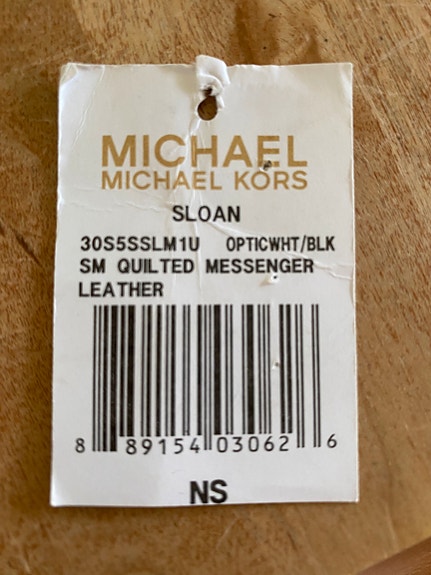 MICHAEL
MICHAEL KORS
SLOAN
30S5SSLM1U OPTICWHT/BLK
SM QUILTED MESSENGER
LEATHER
8 89154 03062 6
NS